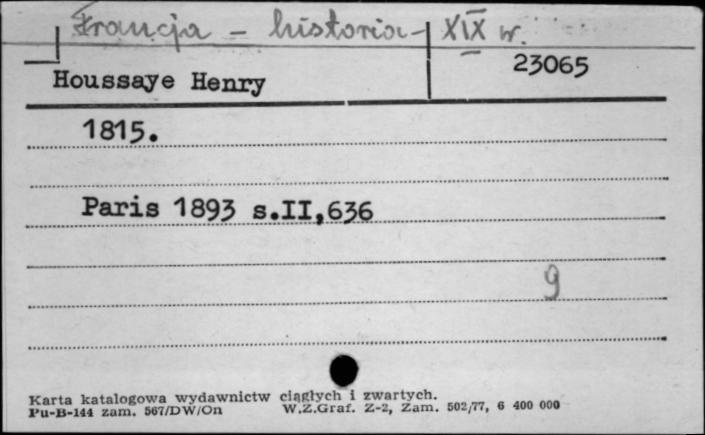 Francja - historia - XIX w.
23065
Houssaye Henry
1815.
Paris 1893 s.II,636
9
Karta katalogowa wydawnictw ciągłych i zwartych.
Pu-B-144 zam. 567/DW/On W.Z.Graf. Z-2, Zam. 502/77, 6 400 000